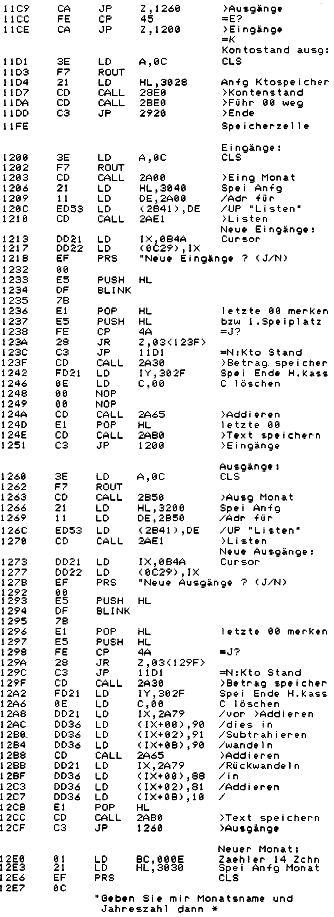 11C9 CA JP Z,1260 >Ausgänge
11CC FE CP 45 =E?
11CE CA JP Z,1200 >Eingänge
=K
Kontostand ausg:
11D1 3E LD A,0C CLS
11D3 F7 ROUT
11D4 21 LD HL,3028 Anfg Ktospeicher
11D7 CD CALL 28E0 >Kontenstand
11DA CD CALL 2BE0 >Führ 00 weg
11DD C3 JP 2920 >Ende
11FE Speicherzelle
Eingänge:
1200 3E LD A,0C CLS
1202 F7 ROUT
1203 CD CALL 2A00 >Eing Monat
1206 21 LD HL,3040 Spei Anfg
1209 11 LD DE,2A00 /Adr für
120C ED53 LD (2B41),DE /UP "Listen"
1210 CD CALL 2AE1 >Listen
Neue Eingänge:
1213 DD21 LD IX,0B4A Cursor
1217 DD22 LD (0C29),IX
121B EF PRS "Neue Eingänge ? (J/N)
1232 00
1233 E5 PUSH HL
1234 DF BLINK
1235 7B
1236 E1 POP HL letzte 00 merken
1237 E5 PUSH HL bzw 1.Speiplatz
1238 FE CP 4A =J?
123A 28 JR Z,03(123F)
123C C3 JP 11D1 =N:Kto Stand
123F CD CALL 2A30 >Betrag speicher
1242 FD21 LD IY,302F Spei Ende H.kass
1246 0E LD C,00 C löschen
1248 00 NOP
1249 00 NOP
124A CD CALL 2A65 >Addieren
124D E1 POP HL letzte 00
124E CD CALL 2AB0 >Text speichern
1251 C3 JP 1200 >Eingänge
Ausgänge:
1260 3E LD A,0C CLS
1262 F7 ROUT
1263 CD CALL 2B50 >Ausg Monat
1266 21 LD HL,3200 Spei Anfg
1269 11 LD DE,2B50 /Adr für
126C ED53 LD (2B41),DE /UP "Listen"
1270 CD CALL 2AE1 >Listen
Neue Ausgänge:
1273 DD21 LD IX,0B4A Cursor
1277 DD22 LD (0C29),IX
127B EF PRS "Neue Ausgänge ? (J/N)
1292 00
1293 E5 PUSH HL
1294 DF BLINK
1295 7B
1296 E1 POP HL letzte 00 merken
1297 E5 PUSH HL
1298 FE CP 4A =J?
129A 28 JR Z,03(129F)
129C C3 JP 11D1 =N:Kto Stand
129F CD CALL 2A30 >Betrag speicher
12A2 FD21 LD IY,302F Spei Ende H.kass
12A6 0E LD C,00 C löschen
12A8 DD21 LD IX,2A79 /vor >Addieren
12AC DD36 LD (IX+00),90 /dies in
12B0 DD36 LD (IX+02),91 /Subtrahieren
12B4 DD36 LD (IX+0B),90 /wandeln
12B8 CD CALL 2A65 >Addieren
12BB DD21 LD IX,2A79 /Rückwandeln
12BF DD36 LD (IX+00),88 /in
12C3 DD36 LD (IX+02),81 /Addieren
12C7 DD36 LD (IX+0B),10 /
12CB E1 POP HL
12CC CD CALL 2AB0 >Text speichern
12CF C3 JP 1260 >Ausgänge
Neuer Monat:
12E0 01 LD BC,000E Zaehler 14 Zchn
12E3 21 LD HL,3030 Spei Anfg Monat
12E6 EF PRS CLS
12E7 0C
"Geben Sie mir Monatsname und
Jahreszahl dann *